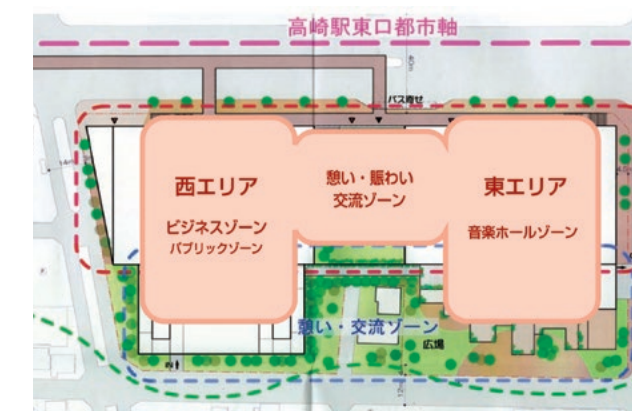 高崎駅東口都市軸
バス寄せ
西エリア
ビジネスゾーン
パブリックゾーン
憩い・賑わい
交流ゾーン
東エリア
音楽ホールゾーン
憩い・交流ゾーン
広場